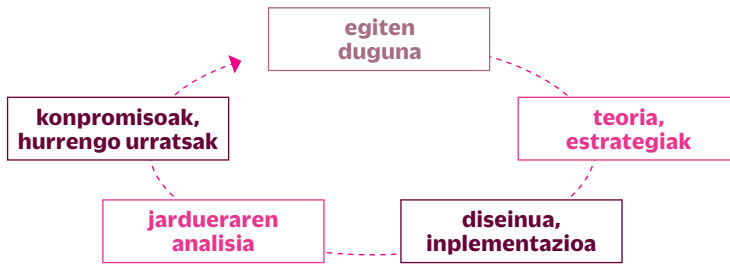 egiten
duguna
konpromisoak,
hurrengo urratsak
teoria,
estrategiak
jardueraren
analisia
diseinua,
inplementazioa